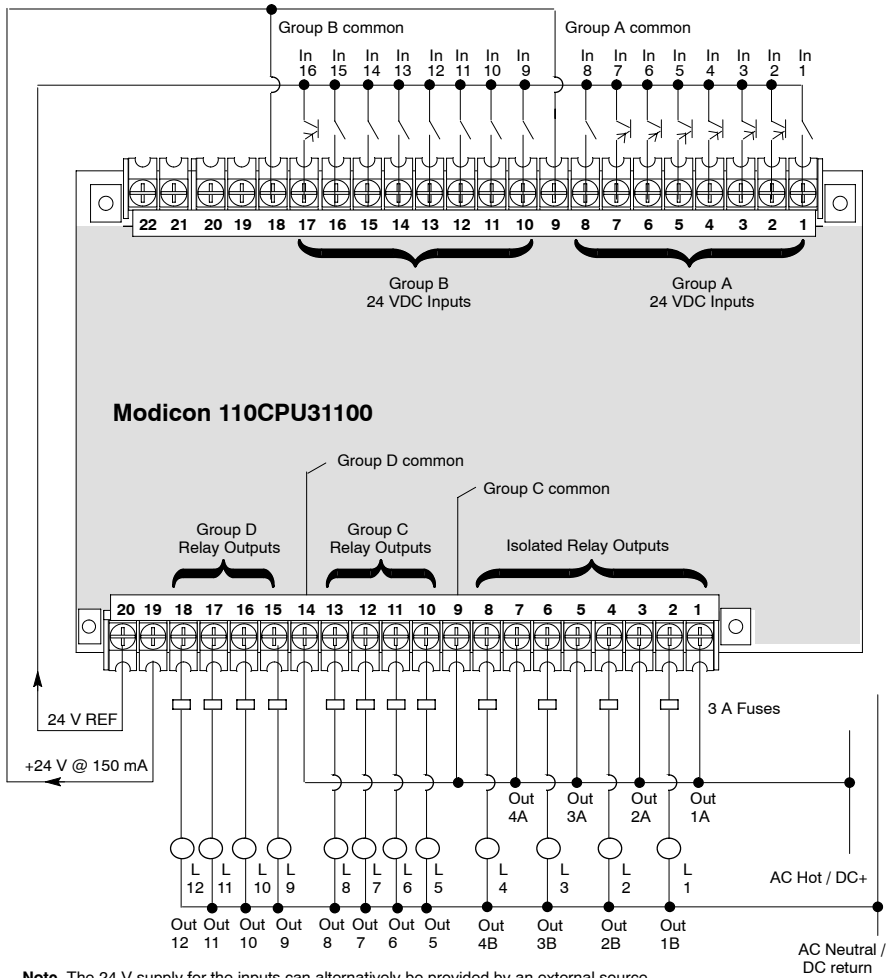 Group B common
Group A common
In In In In In In In In In In In In In In In In
16 15 14 13 12 11 10 9 8 7 6 5 4 3 2 1
22 21 20 19 18 17 16 15 14 13 12 11 10 9 8 7 6 5 4 3 2 1
Group B
24 VDC Inputs
Group A
24 VDC Inputs
Modicon 110CPU31100
Group D common
Group C common
Group D
Relay Outputs
Group C
Relay Outputs
Isolated Relay Outputs
20 19 18 17 16 15 14 13 12 11 10 9 8 7 6 5 4 3 2 1
3 A Fuses
24 V REF
+24 V @ 150 mA
Out Out Out Out
4A 3A 2A 1A
L L L L L L L L L L L L
12 11 10 9 8 7 6 5 4 3 2 1
AC Hot / DC+
Out Out Out Out Out Out Out Out Out Out Out Out
12 11 10 9 8 7 6 5 4B 3B 2B 1B
AC Neutral /
DC return
Note The 24 V supply for the inputs can alternatively be provided by an external source